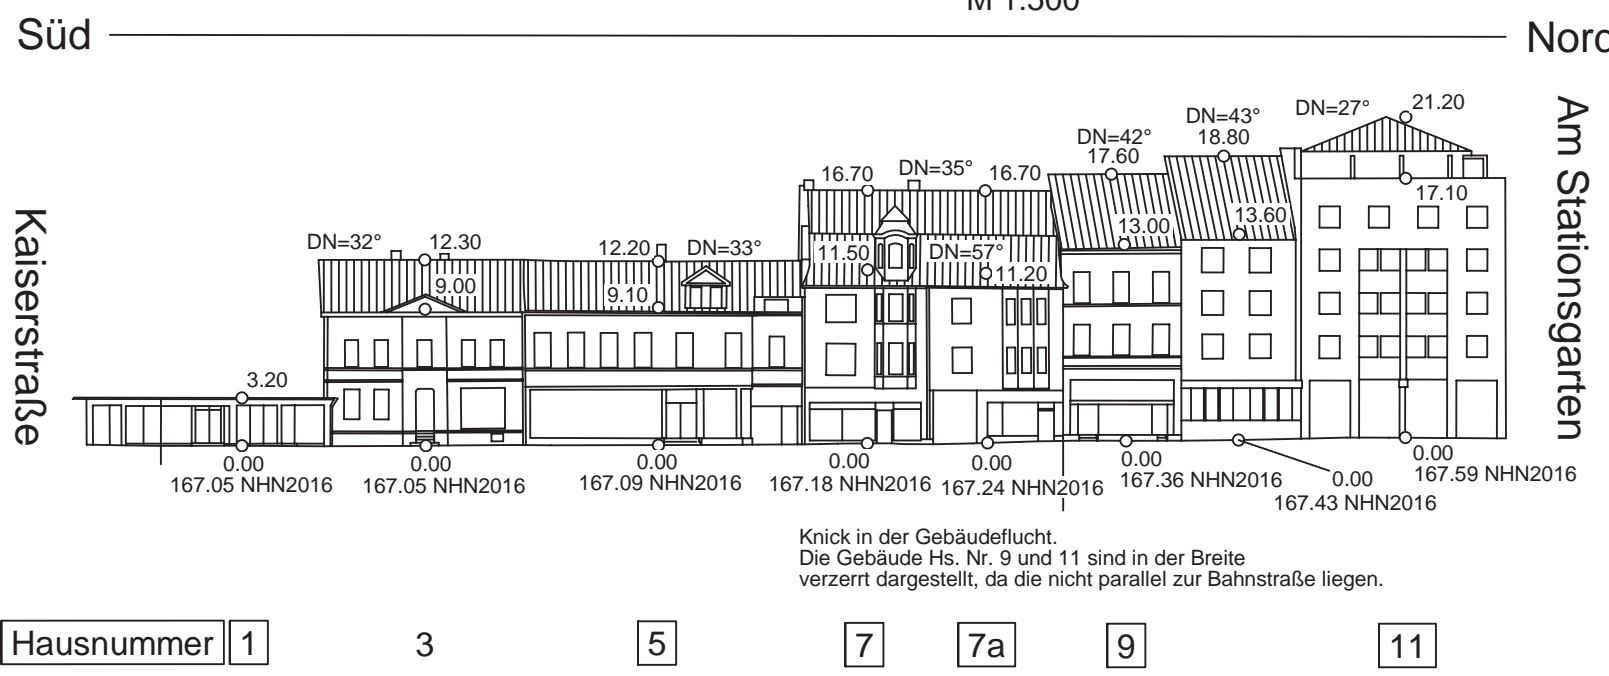 M 1:500
Süd
Nord
Kaiserstraße
Am Stationsgarten
3.20
DN=32°
12.30
9.00
12.20
DN=33°
9.10
16.70
DN=35°
16.70
11.50
DN=57°
11.20
DN=42°
17.60
13.00
DN=43°
18.80
13.60
DN=27°
21.20
17.10
0.00
167.05 NHN2016
0.00
167.05 NHN2016
0.00
167.09 NHN2016
0.00
167.18 NHN2016
0.00
167.24 NHN2016
0.00
167.36 NHN2016
0.00
167.43 NHN2016
0.00
167.59 NHN2016
Knick in der Gebäudeflucht.
Die Gebäude Hs. Nr. 9 und 11 sind in der Breite
verzerrt dargestellt, da die nicht parallel zur Bahnstraße liegen.
Hausnummer 1 3 5 7 7a 9 11